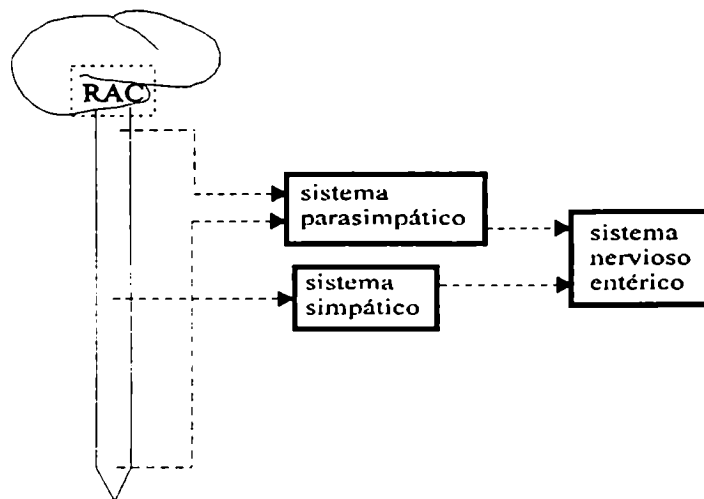 RAC
sistema
parasimpático
sistema
simpático
sistema
nervioso
entérico